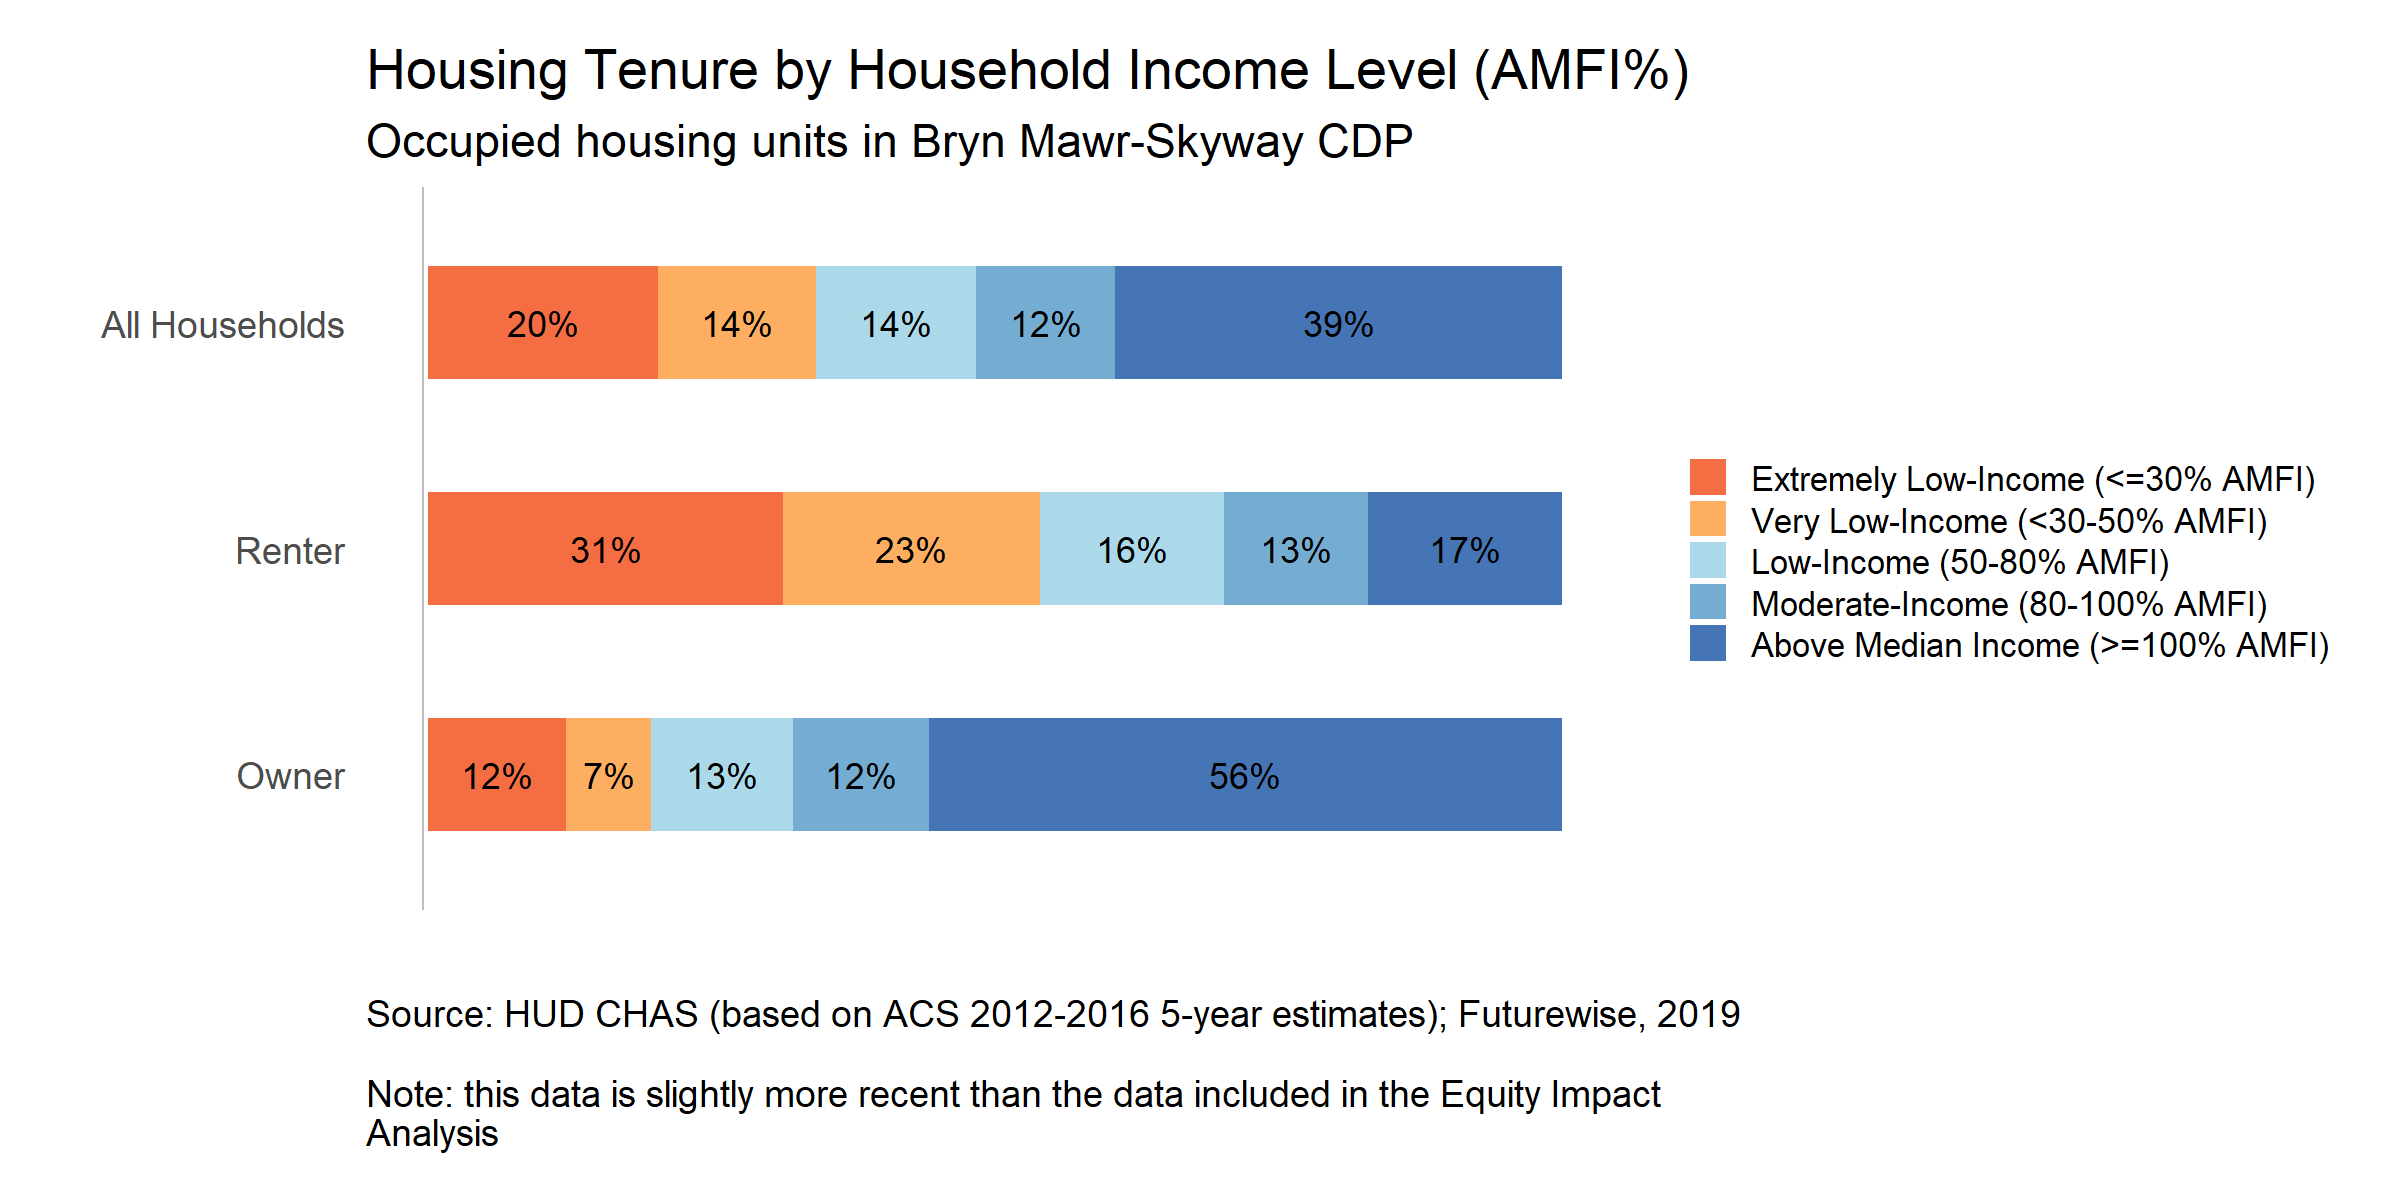 Housing Tenure by Household Income Level (AMFI%)
Occupied housing units in Bryn Mawr-Skyway CDP
All Households
20%
14%
14%
12%
39%
Renter
31%
23%
16%
13%
17%
Owner
12%
7%
13%
12%
56%
Extremely Low-Income (<=30% AMFI)
Very Low-Income (<30-50% AMFI)
Low-Income (50-80% AMFI)
Moderate-Income (80-100% AMFI)
Above Median Income (>=100% AMFI)
Source: HUD CHAS (based on ACS 2012-2016 5-year estimates); Futurewise, 2019
Note: this data is slightly more recent than the data included in the Equity Impact
Analysis